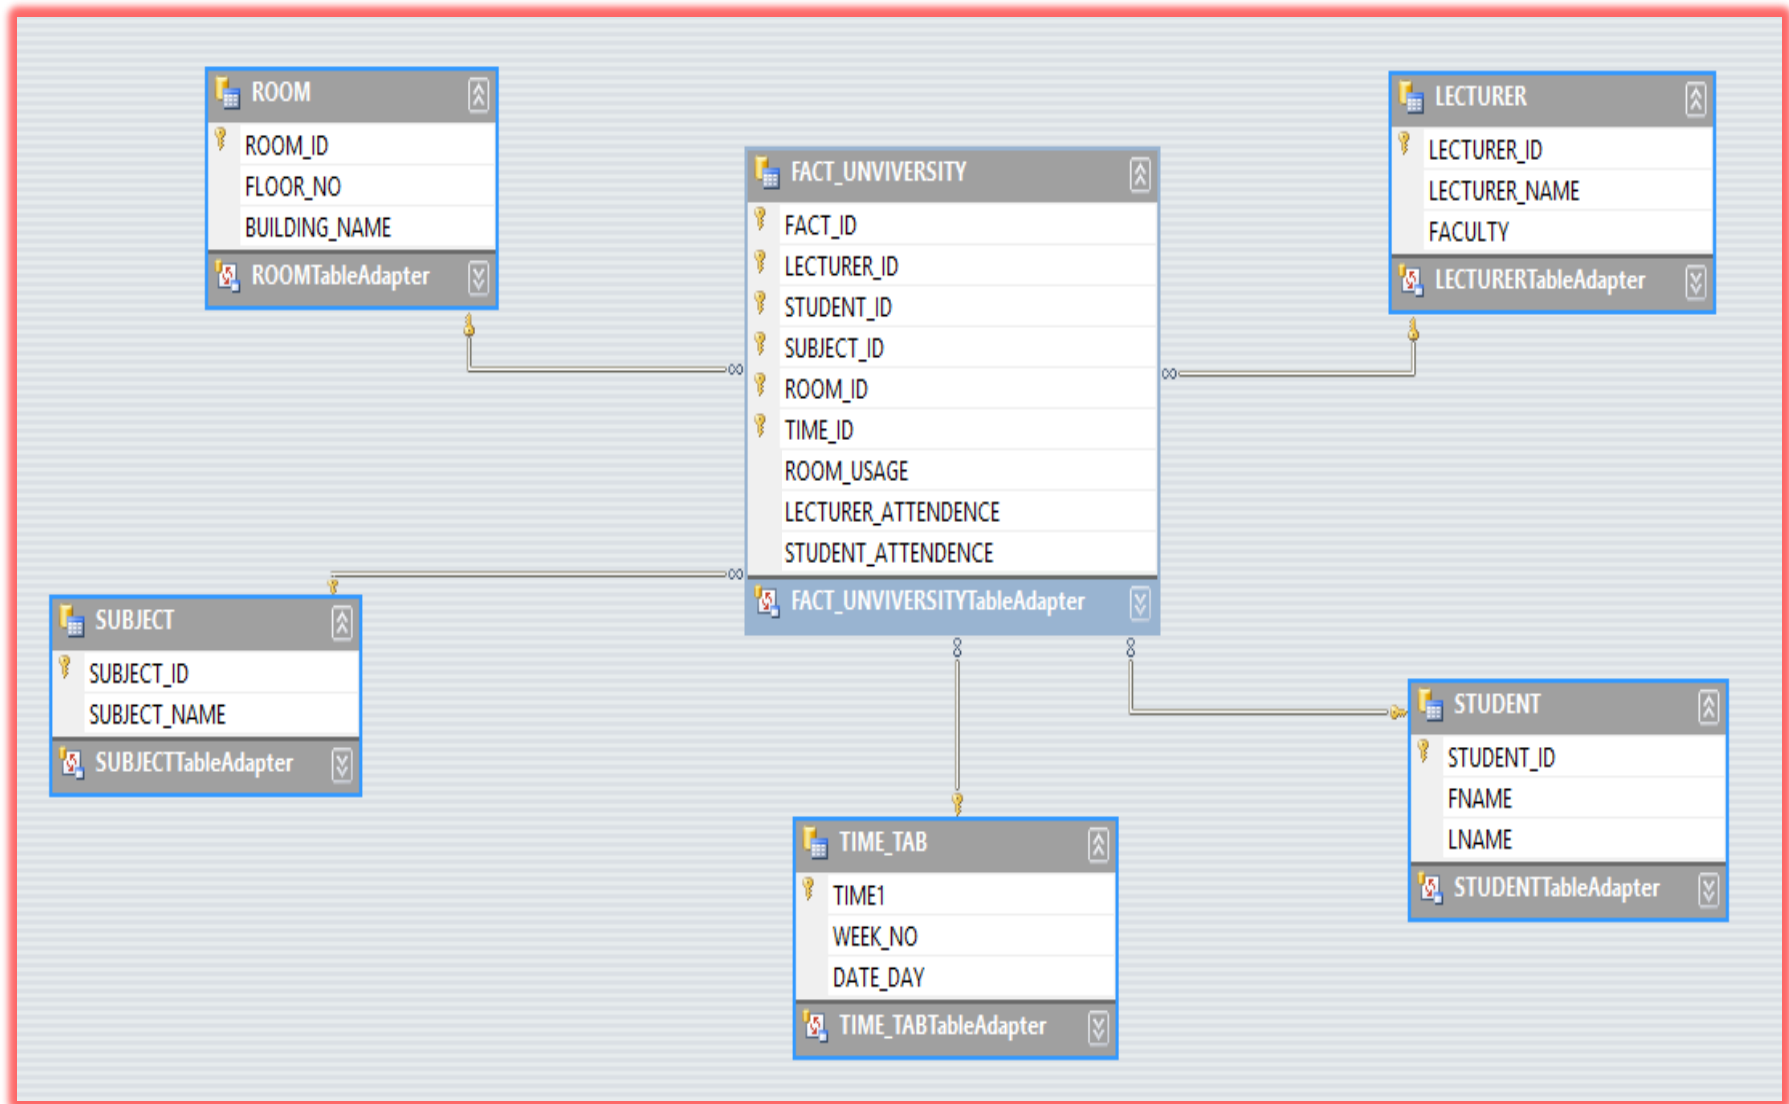 ROOM
ROOM_ID
FLOOR_NO
BUILDING_NAME
ROOMTableAdapter
LECTURER
LECTURER_ID
LECTURER_NAME
FACULTY
LECTURERTableAdapter
FACT_UNVIVERSITY
FACT_ID
LECTURER_ID
STUDENT_ID
SUBJECT_ID
ROOM_ID
TIME_ID
ROOM_USAGE
LECTURER_ATTENDENCE
STUDENT_ATTENDENCE
FACT_UNVIVERSITYTableAdapter
SUBJECT
SUBJECT_ID
SUBJECT_NAME
SUBJECTTableAdapter
STUDENT
STUDENT_ID
FNAME
LNAME
STUDENTTableAdapter
TIME_TAB
TIME1
WEEK_NO
DATE_DAY
TIME_TABTableAdapter